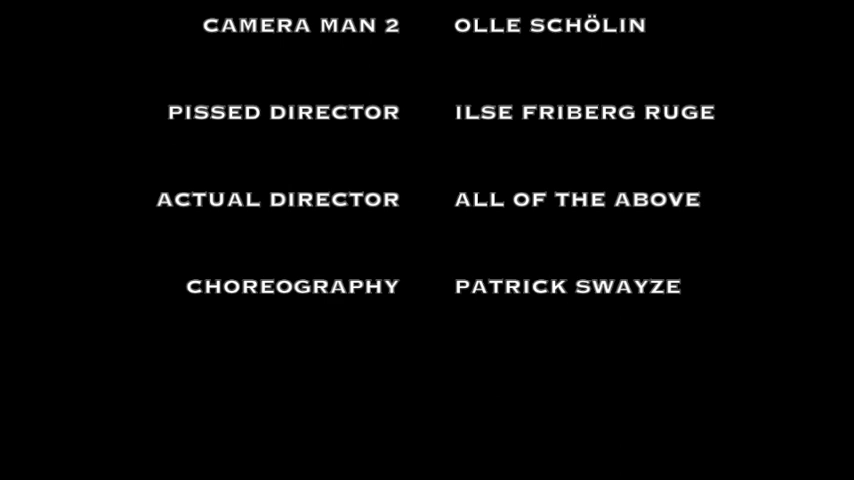 CAMERA MAN 2 OLLE SCHÖLIN
PISSED DIRECTOR ILSE FRIBERG RUGE
ACTUAL DIRECTOR ALL OF THE ABOVE
CHOREOGRAPHY PATRICK SWAYZE